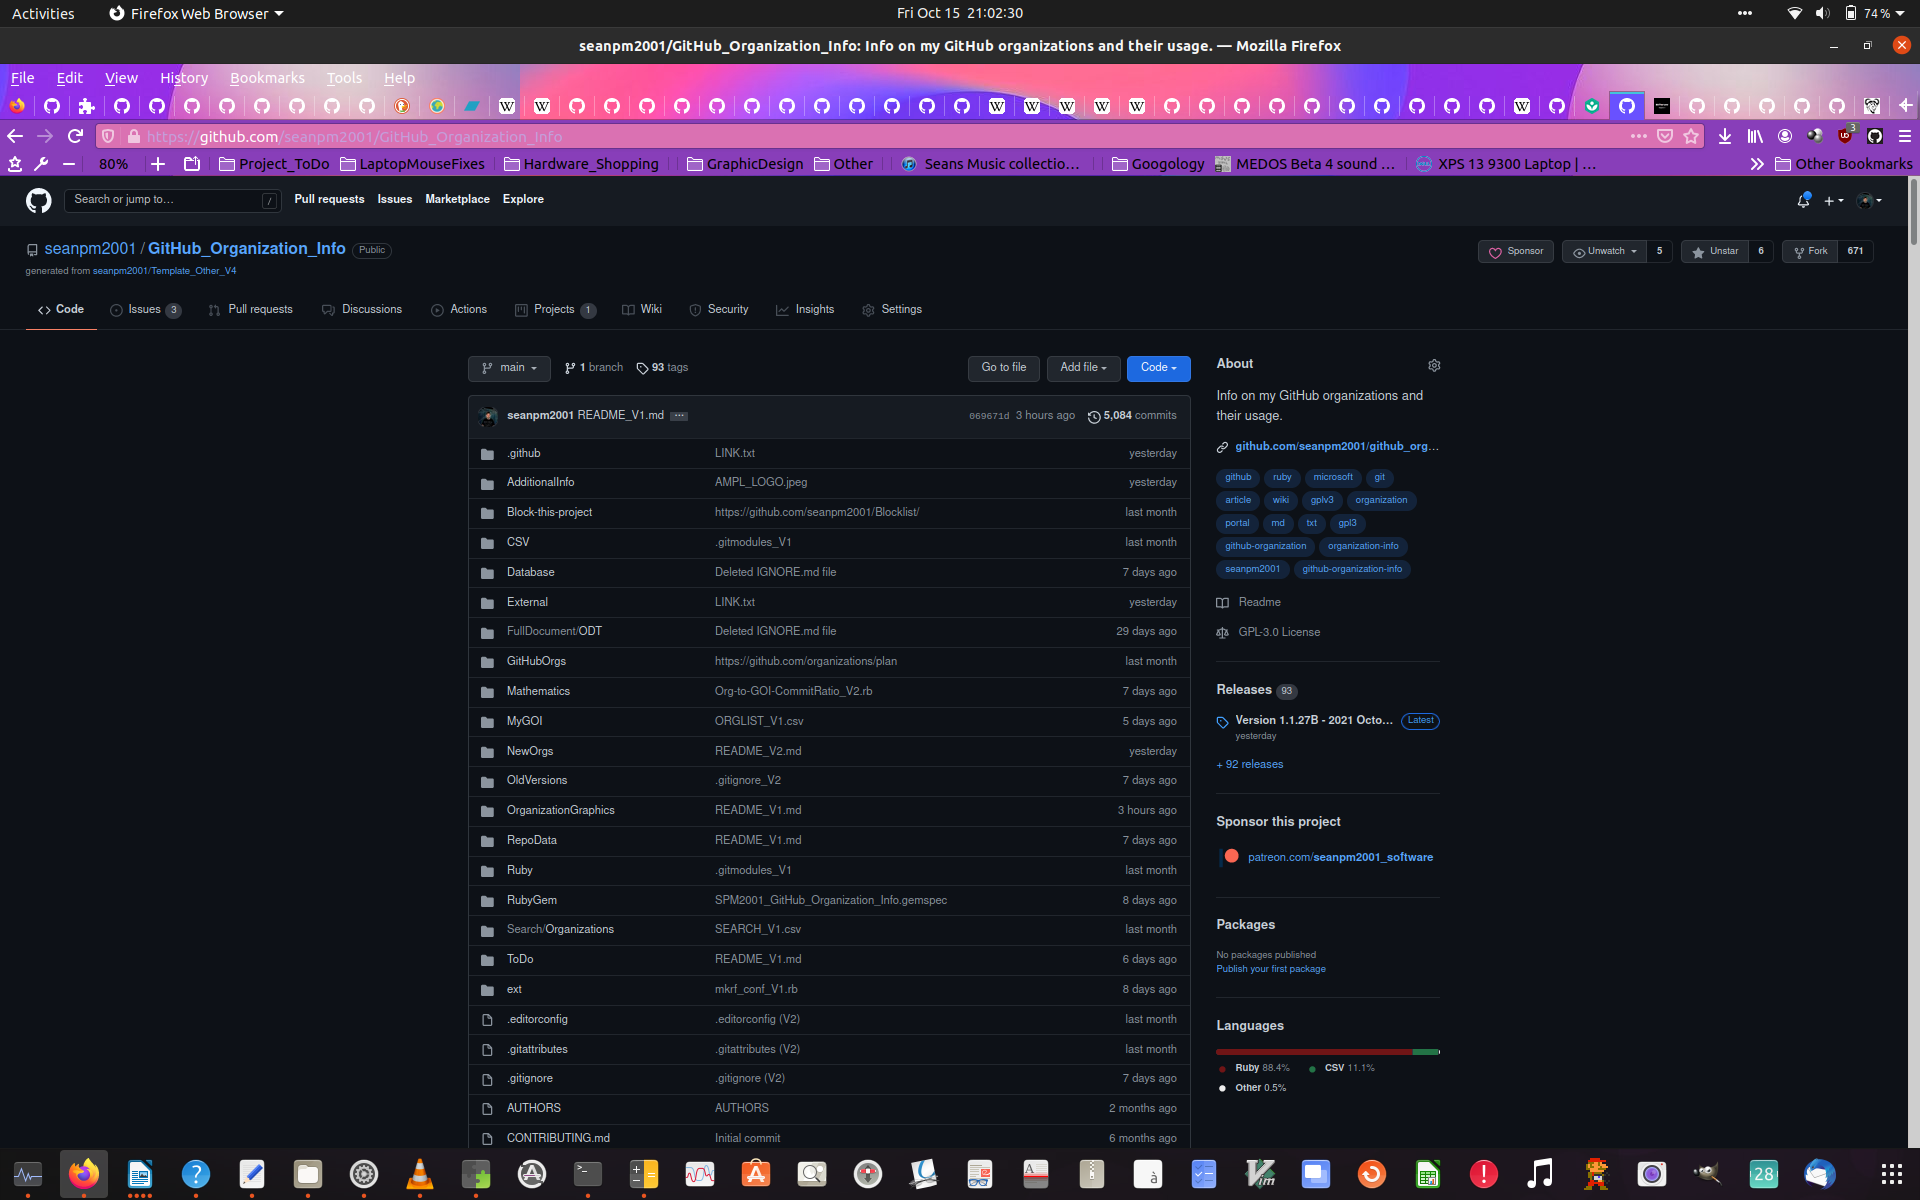 Activities Firefox Web Browser Fri Oct 15 21:02:30 74%
seanpm2001/GitHub_Organization_Info: Info on my GitHub organizations and their usage. — Mozilla Firefox
File Edit View History Bookmarks Tools Help
https://github.com/seanpm2001/GitHub_Organization_Info 3
80% Project_ToDo LaptopMouseFixes Hardware_Shopping GraphicDesign Other Seans Music collectio… Googology MEDOS Beta 4 sound … XPS 13 9300 Laptop | … Other Bookmarks
Search or jump to… / Pull requests Issues Marketplace Explore
seanpm2001 / GitHub_Organization_Info Public Sponsor Unwatch 5 Unstar 6 Fork 671
generated from seanpm2001/Template_Other_V4
Code Issues 3 Pull requests Discussions Actions Projects 1 Wiki Security Insights Settings
main 1 branch 93 tags Go to file Add file Code
seanpm2001 README_V1.md ··· 069671d 3 hours ago 5,084 commits
.github LINK.txt yesterday
AdditionalInfo AMPL_LOGO.jpeg yesterday
Block-this-project https://github.com/seanpm2001/Blocklist/ last month
CSV .gitmodules_V1 last month
Database Deleted IGNORE.md file 7 days ago
External LINK.txt yesterday
FullDocument/ODT Deleted IGNORE.md file 29 days ago
GitHubOrgs https://github.com/organizations/plan last month
Mathematics Org-to-GOI-CommitRatio_V2.rb 7 days ago
MyGOI ORGLIST_V1.csv 5 days ago
NewOrgs README_V2.md yesterday
OldVersions .gitignore_V2 7 days ago
OrganizationGraphics README_V1.md 3 hours ago
RepoData README_V1.md 7 days ago
Ruby .gitmodules_V1 last month
RubyGem SPM2001_GitHub_Organization_Info.gemspec 8 days ago
Search/Organizations SEARCH_V1.csv last month
ToDo README_V1.md 6 days ago
ext mkrf_conf_V1.rb 8 days ago
.editorconfig .editorconfig (V2) last month
.gitattributes .gitattributes (V2) last month
.gitignore .gitignore (V2) 7 days ago
AUTHORS AUTHORS 2 months ago
CONTRIBUTING.md Initial commit 6 months ago
About
Info on my GitHub organizations and
their usage.
github.com/seanpm2001/github_org…
github ruby microsoft git
article wiki gplv3 organization
portal md txt gpl3
github-organization organization-info
seanpm2001 github-organization-info
Readme
GPL-3.0 License
Releases 93
Version 1.1.27B - 2021 Octo… Latest
yesterday
+ 92 releases
Sponsor this project
patreon.com/seanpm2001_software
Packages
No packages published
Publish your first package
Languages
Ruby 88.4% CSV 11.1%
Other 0.5%
28